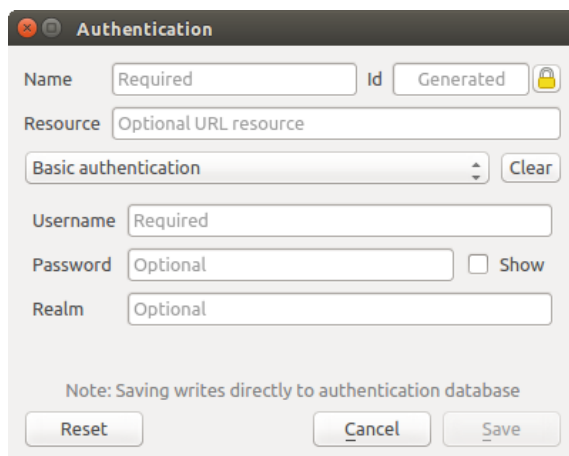 Authentication
Name Required Id Generated
Resource Optional URL resource
Basic authentication Clear
Username Required
Password Optional Show
Realm Optional
Note: Saving writes directly to authentication database
Reset Cancel Save